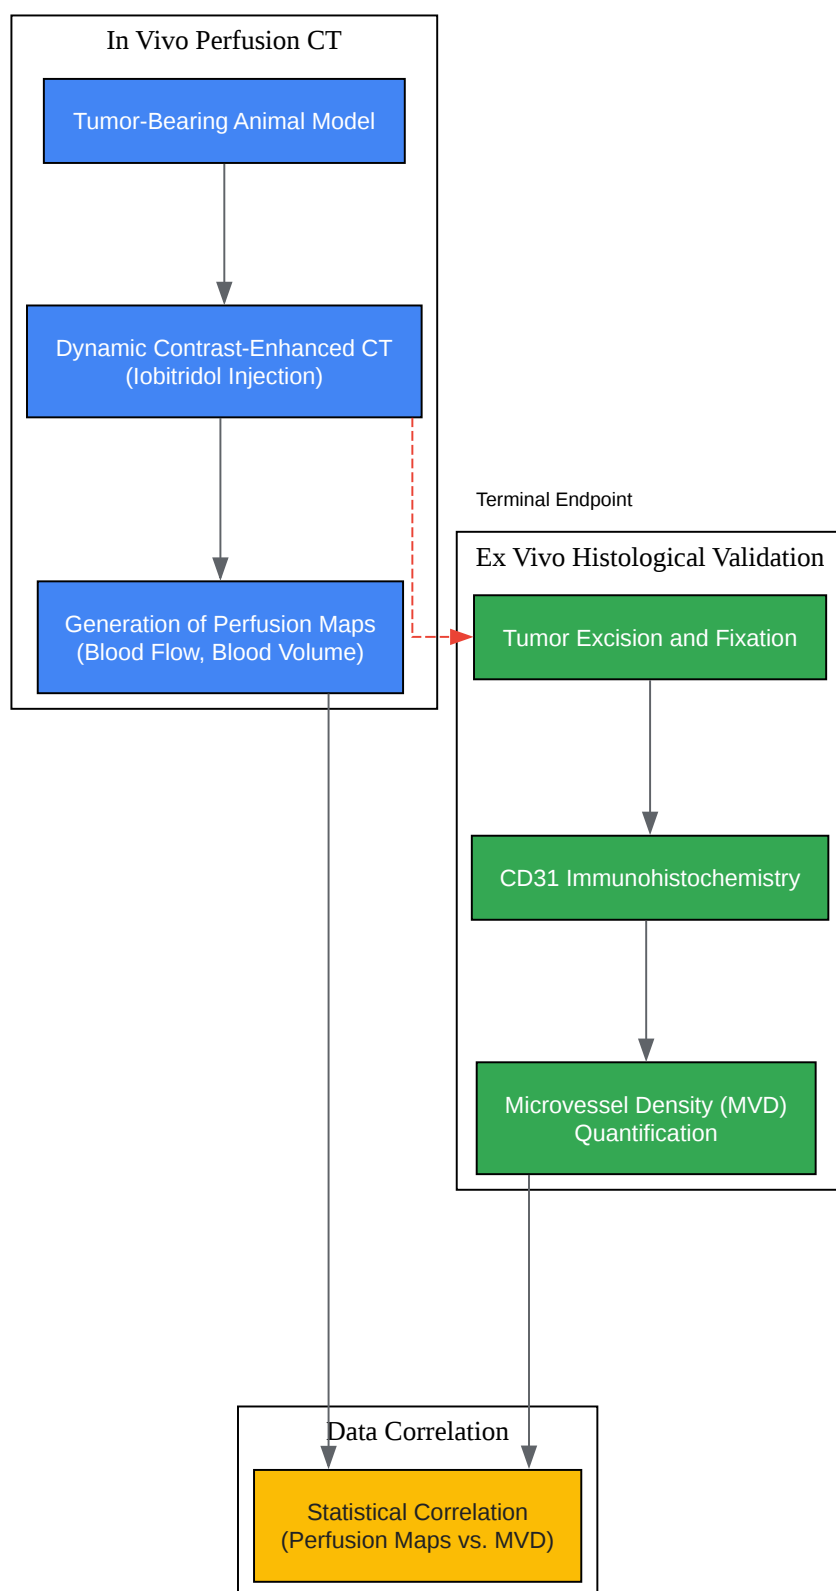 In Vivo Perfusion CT
Tumor-Bearing Animal Model
Dynamic Contrast-Enhanced CT
(Iobitridol Injection)
Generation of Perfusion Maps
(Blood Flow, Blood Volume)
Terminal Endpoint
Ex Vivo Histological Validation
Tumor Excision and Fixation
CD31 Immunohistochemistry
Microvessel Density (MVD)
Quantification
Data Correlation
Statistical Correlation
(Perfusion Maps vs. MVD)